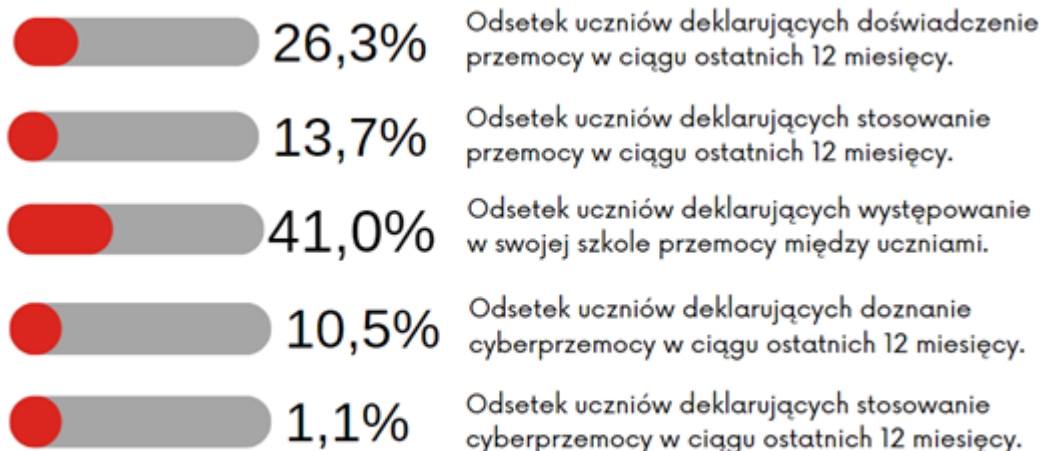 26,3%
Odsetek uczniów deklarujących doświadczenie
przemocy w ciągu ostatnich 12 miesięcy.
13,7%
Odsetek uczniów deklarujących stosowanie
przemocy w ciągu ostatnich 12 miesięcy.
41,0%
Odsetek uczniów deklarujących występowanie
w swojej szkole przemocy między uczniami.
10,5%
Odsetek uczniów deklarujących doznanie
cyberprzemocy w ciągu ostatnich 12 miesięcy.
1,1%
Odsetek uczniów deklarujących stosowanie
cyberprzemocy w ciągu ostatnich 12 miesięcy.